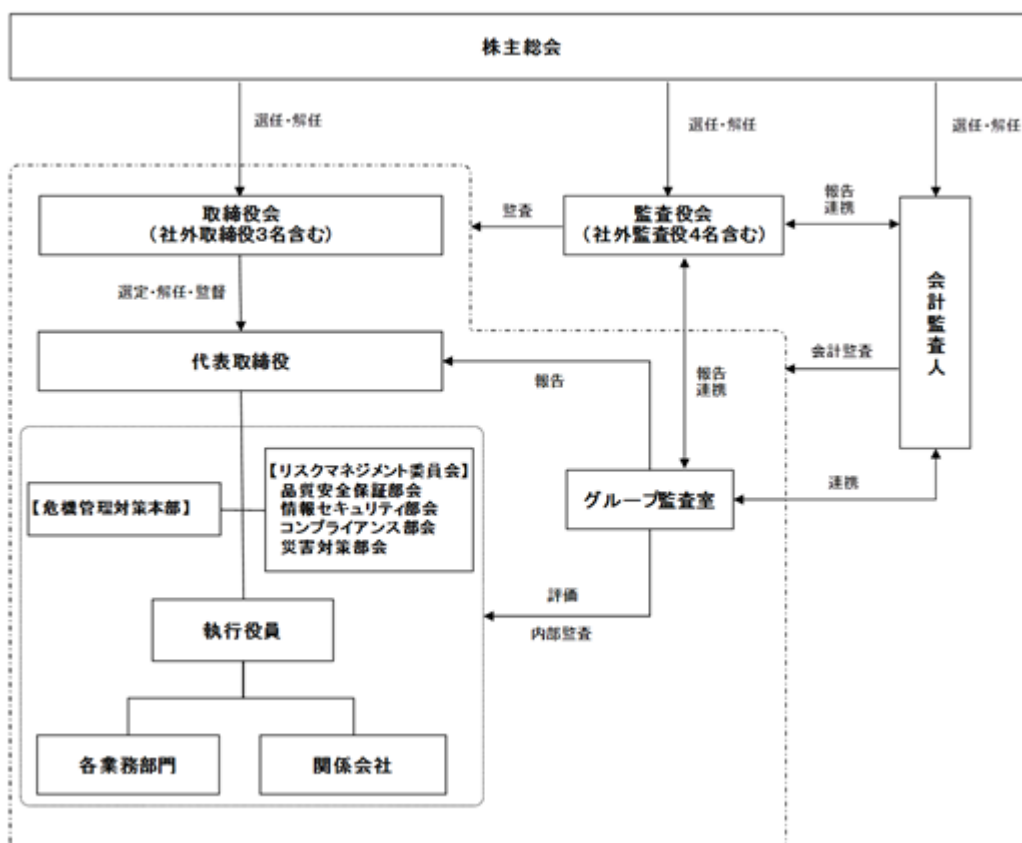 株主総会
選任・解任
選任・解任
選任・解任
取締役会
(社外取締役3名含む)
監査
監査役会
(社外監査役4名含む)
報告
連携
会計監査人
選定・解任・監督
代表取締役
報告
報告
連携
会計監査
【リスクマネジメント委員会】
品質安全保証部会
情報セキュリティ部会
コンプライアンス部会
災害対策部会
【危機管理対策本部】
グループ監査室
連携
執行役員
評価
内部監査
各業務部門
関係会社